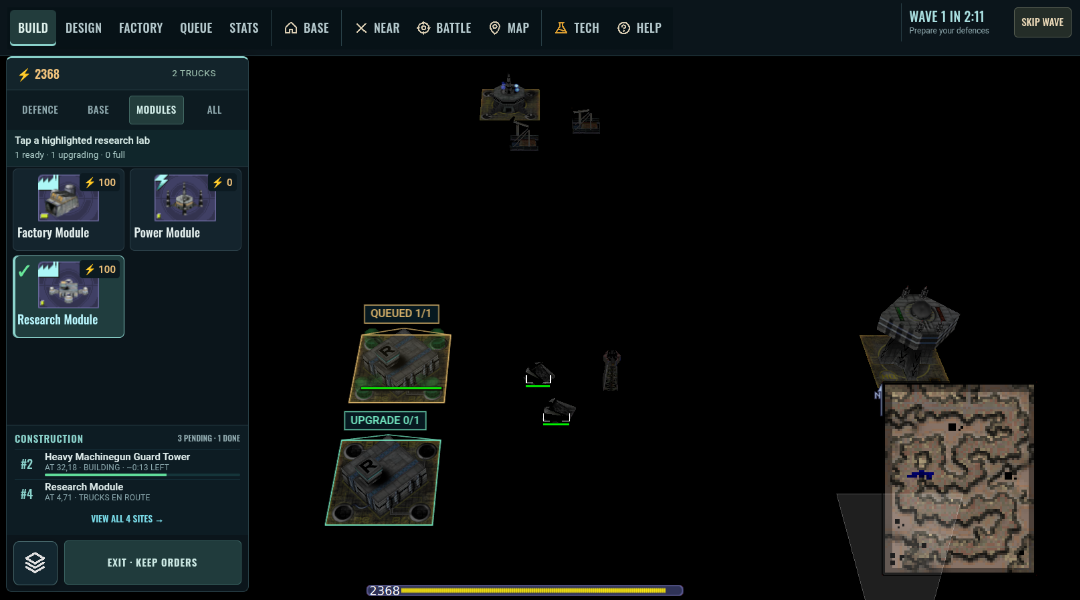 BUILD
DESIGN
FACTORY
QUEUE
STATS
BASE
NEAR
BATTLE
MAP
TECH
HELP
WAVE 1 IN 2:11
Prepare your defences
SKIP WAVE
2368
2 TRUCKS
DEFENCE
BASE
MODULES
ALL
Tap a highlighted research lab
1 ready · 1 upgrading · 0 full
100
Factory Module
0
Power Module
100
Research Module
QUEUED 1/1
R
UPGRADE 0/1
R
N
CONSTRUCTION
3 PENDING · 1 DONE
#2
Heavy Machinegun Guard Tower
AT 32,18 · BUILDING · ~0:13 LEFT
#4
Research Module
AT 4,71 · TRUCKS EN ROUTE
VIEW ALL 4 SITES →
EXIT · KEEP ORDERS
2368